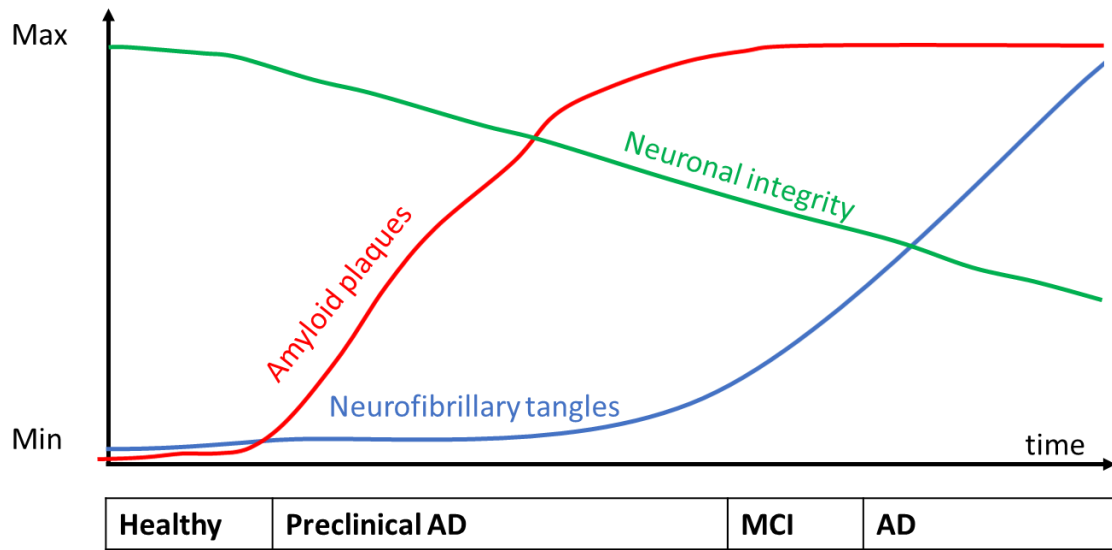 Max
Neuronal integrity
Amyloid plaques
Neurofibrillary tangles
Min
time
Healthy
Preclinical AD
MCI
AD